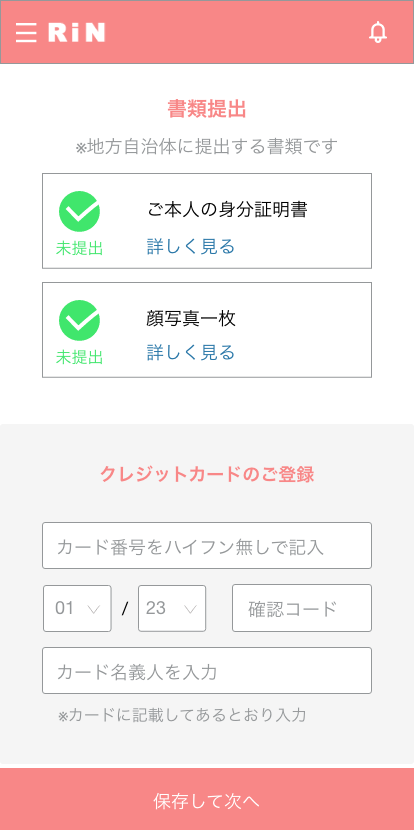 RiN
書類提出
※地方自治体に提出する書類です
ご本人の身分証明書
未提出
詳しく見る
顔写真一枚
未提出
詳しく見る
クレジットカードのご登録
カード番号をハイフン無しで記入
01 / 23 確認コード
カード名義人を入力
※カードに記載してあるとおり入力
保存して次へ